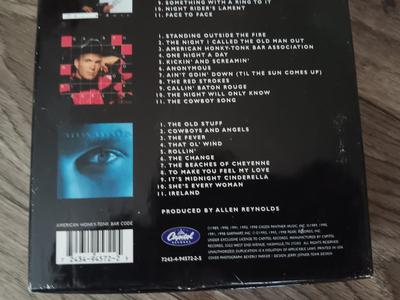 9. SOMETHING WITH A RING TO IT
10. NIGHT RIDER'S LAMENT
11. FACE TO FACE
1. STANDING OUTSIDE THE FIRE
2. THE NIGHT I CALLED THE OLD MAN OUT
3. AMERICAN HONKY-TONK BAR ASSOCIATION
4. ONE NIGHT A DAY
5. KICKIN' AND SCREAMIN'
6. ANONYMOUS
7. AIN'T GOIN' DOWN (TIL THE SUN COMES UP)
8. THE RED STROKES
9. CALLIN' BATON ROUGE
10. THE NIGHT WILL ONLY KNOW
11. THE COWBOY SONG
1. THE OLD STUFF
2. COWBOYS AND ANGELS
3. THE FEVER
4. THAT OL' WIND
5. ROLLIN'
6. THE CHANGE
7. THE BEACHES OF CHEYENNE
8. TO MAKE YOU FEEL MY LOVE
9. IT'S MIDNIGHT CINDERELLA
10. SHE'S EVERY WOMAN
11. IRELAND
PRODUCED BY ALLEN REYNOLDS
AMERICAN HONKY-TONK BAR CODE
Capitol
7243-4-94572-2-5